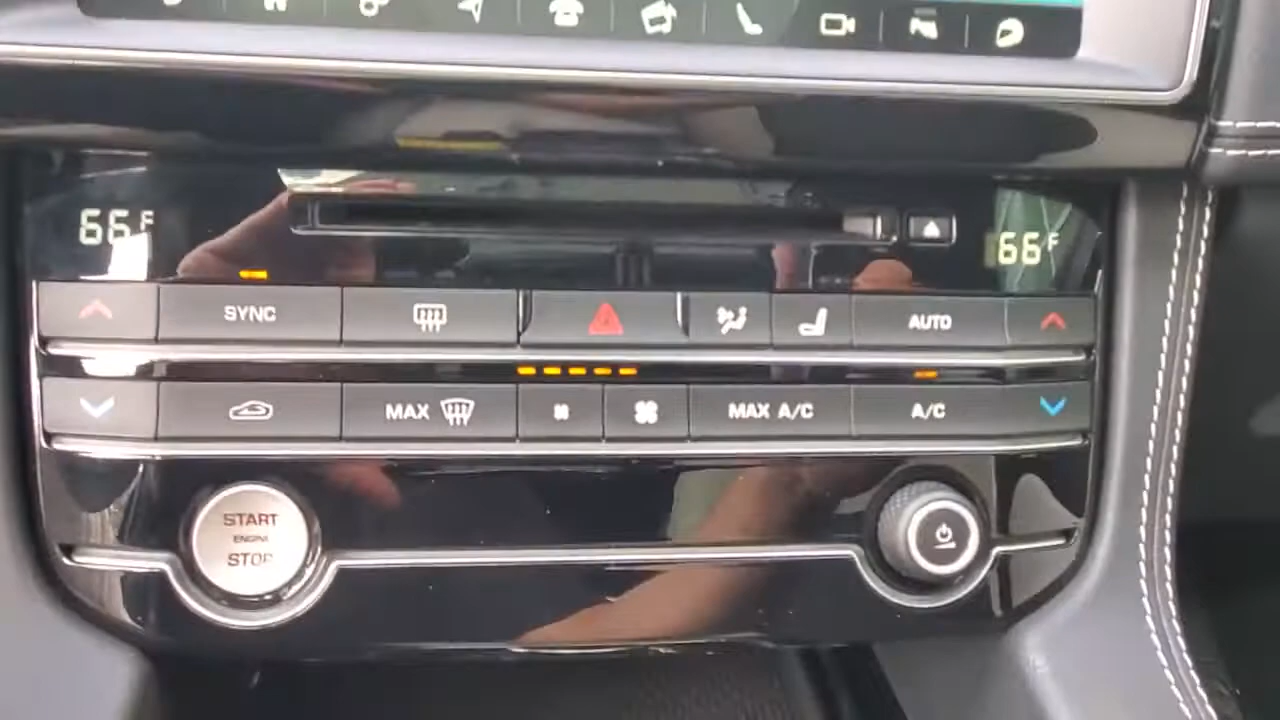 66 F
66 F
SYNC
AUTO
MAX
MAX A/C
A/C
START
ENGINE
STOP